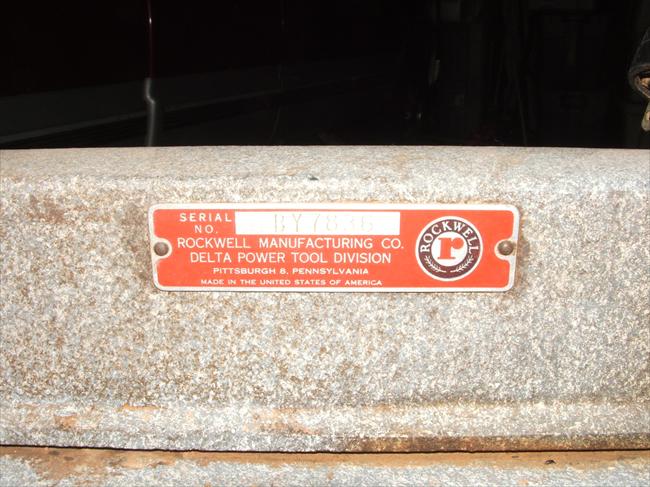 SERIAL NO. BY7836
ROCKWELL MANUFACTURING CO.
DELTA POWER TOOL DIVISION
PITTSBURGH 8, PENNSYLVANIA
MADE IN THE UNITED STATES OF AMERICA
ROCKWELL
r